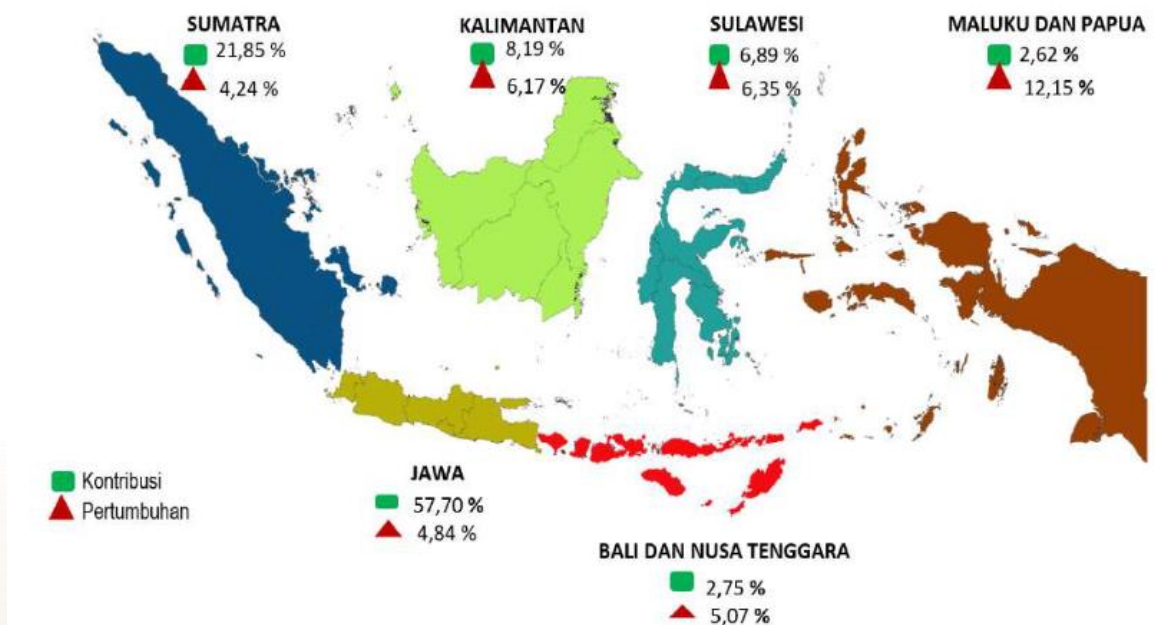 SUMATRA
21,85 %
4,24 %
KALIMANTAN
8,19 %
6,17 %
SULAWESI
6,89 %
6,35 %
MALUKU DAN PAPUA
2,62 %
12,15 %
Kontribusi
Pertumbuhan
JAWA
57,70 %
4,84 %
BALI DAN NUSA TENGGARA
2,75 %
5,07 %